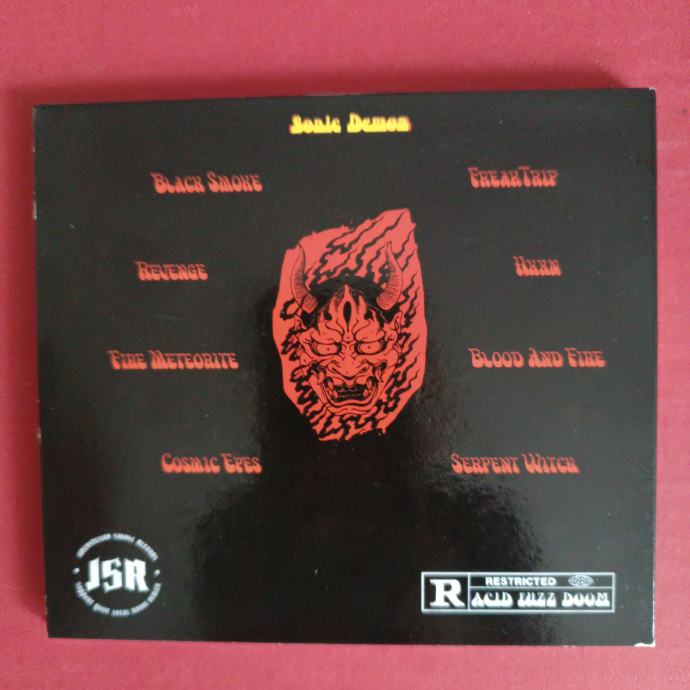 Sonic Demon
Black Smoke
Revenge
Fire Meteorite
Cosmic Eyes
FreakTrip
Hxxn
Blood And Fire
Serpent Witch
JSR
R
RESTRICTED
ACID FUZZ DOOM